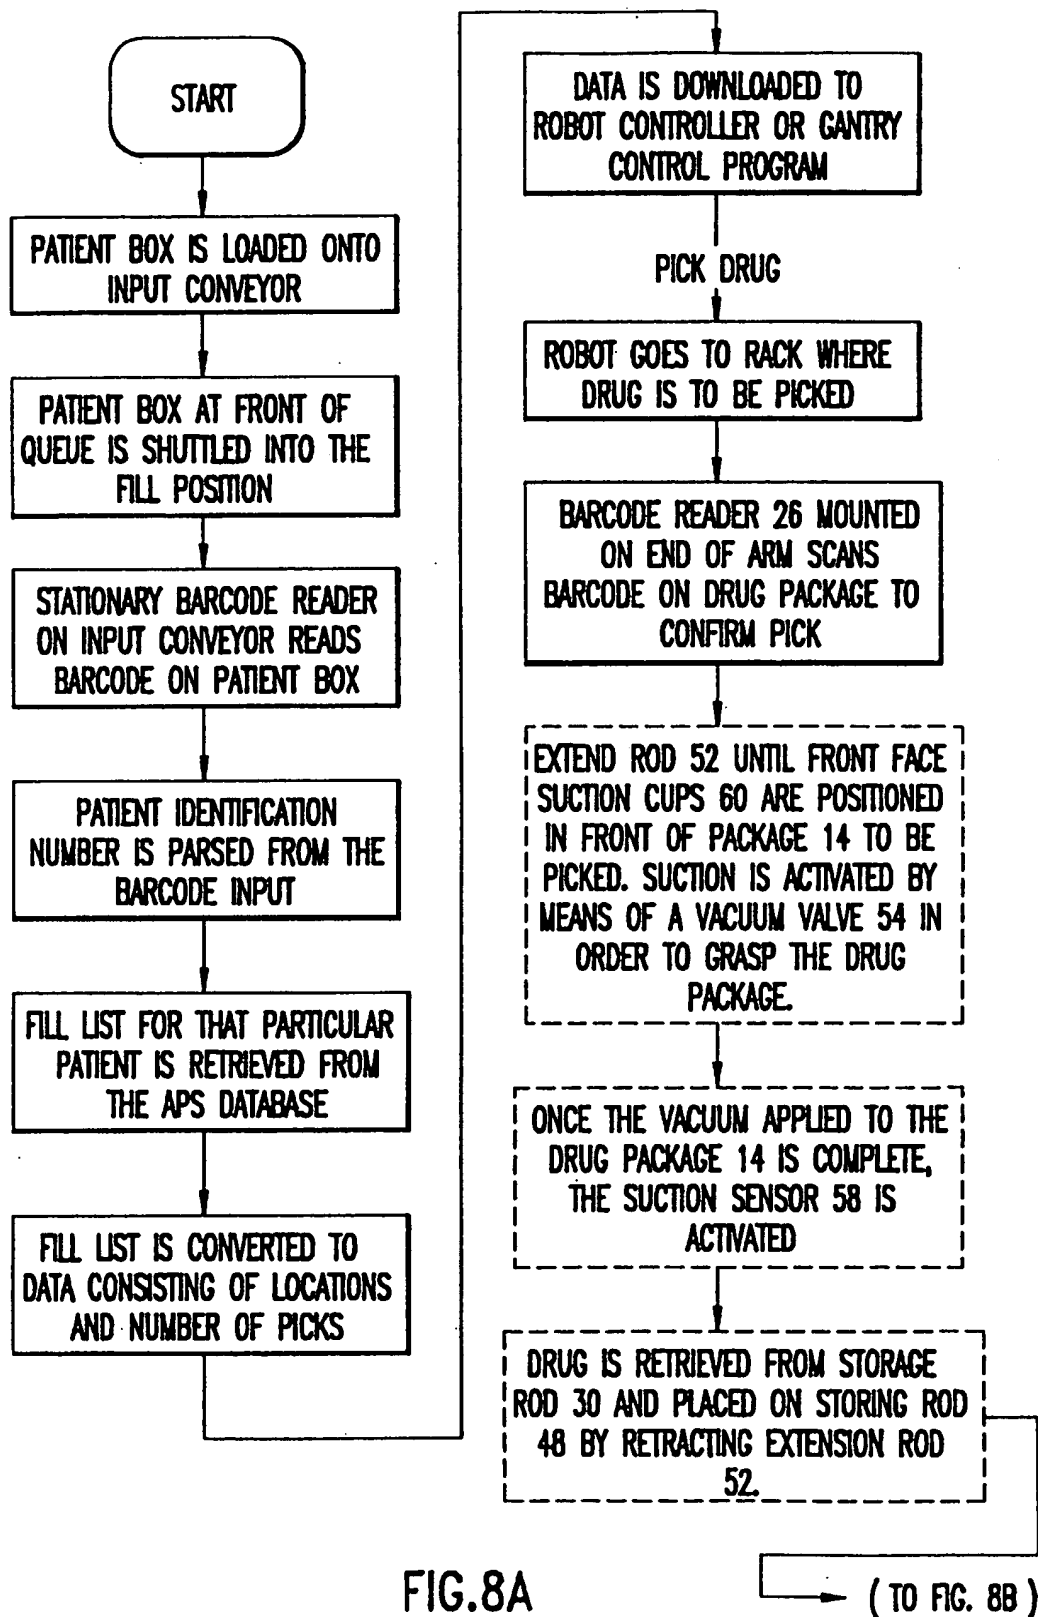 START
PATIENT BOX IS LOADED ONTO
INPUT CONVEYOR
PATIENT BOX AT FRONT OF
QUEUE IS SHUTTLED INTO THE
FILL POSITION
STATIONARY BARCODE READER
ON INPUT CONVEYOR READS
BARCODE ON PATIENT BOX
PATIENT IDENTIFICATION
NUMBER IS PARSED FROM THE
BARCODE INPUT
FILL LIST FOR THAT PARTICULAR
PATIENT IS RETRIEVED FROM
THE APS DATABASE
FILL LIST IS CONVERTED TO
DATA CONSISTING OF LOCATIONS
AND NUMBER OF PICKS
DATA IS DOWNLOADED TO
ROBOT CONTROLLER OR GANTRY
CONTROL PROGRAM
PICK DRUG
ROBOT GOES TO RACK WHERE
DRUG IS TO BE PICKED
BARCODE READER 26 MOUNTED
ON END OF ARM SCANS
BARCODE ON DRUG PACKAGE TO
CONFIRM PICK
EXTEND ROD 52 UNTIL FRONT FACE
SUCTION CUPS 60 ARE POSITIONED
IN FRONT OF PACKAGE 14 TO BE
PICKED. SUCTION IS ACTIVATED BY
MEANS OF A VACUUM VALVE 54 IN
ORDER TO GRASP THE DRUG
PACKAGE.
ONCE THE VACUUM APPLIED TO THE
DRUG PACKAGE 14 IS COMPLETE,
THE SUCTION SENSOR 58 IS
ACTIVATED
DRUG IS RETRIEVED FROM STORAGE
ROD 30 AND PLACED ON STORING ROD
48 BY RETRACTING EXTENSION ROD
52.
(TO FIG. 8B)
FIG.8A